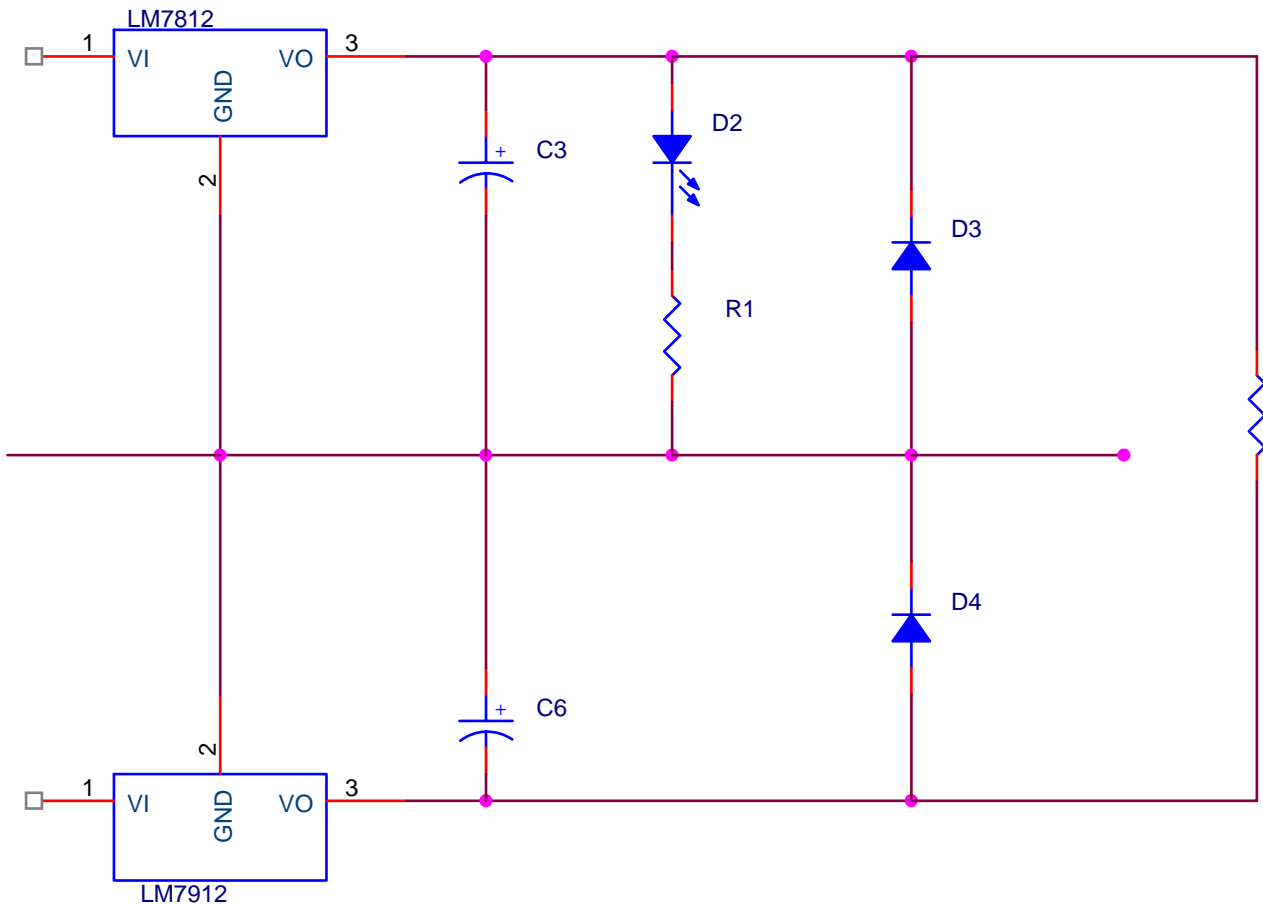 LM7812
1 VI VO 3
GND
2
+ C3
D2
D3
R1
D4
+ C6
2
1 VI GND VO 3
LM7912